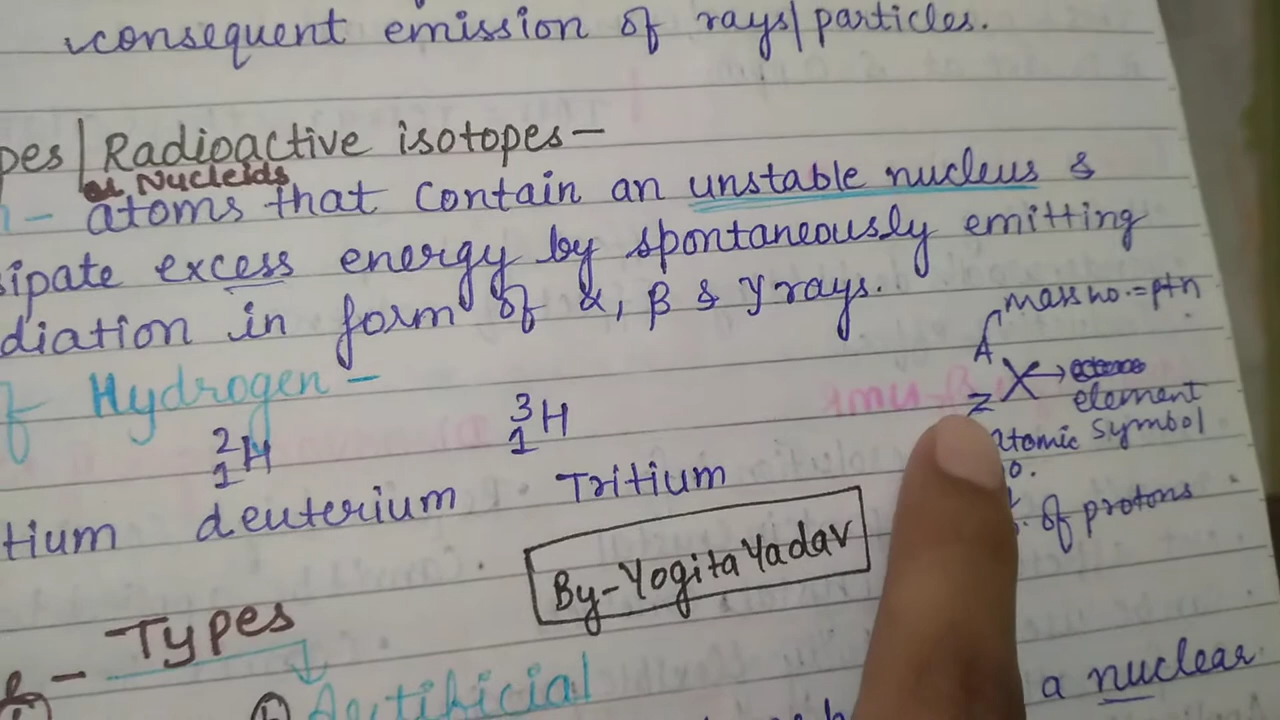 consequent emission of rays/particles.
pes/Radioactive isotopes-
or Nucleids
n- atoms that contain an unstable nucleus &
sipate excess energy by spontaneously emitting
diation in form of α, β & γ rays.
mass no.=p+n
A
X→
Z
element
symbol
atomic
o.
of protons
f Hydrogen-
2 1 H
3 1 H
tium deuterium Tritium
By-Yogita Yadav
- Types
Artificial
a nuclear